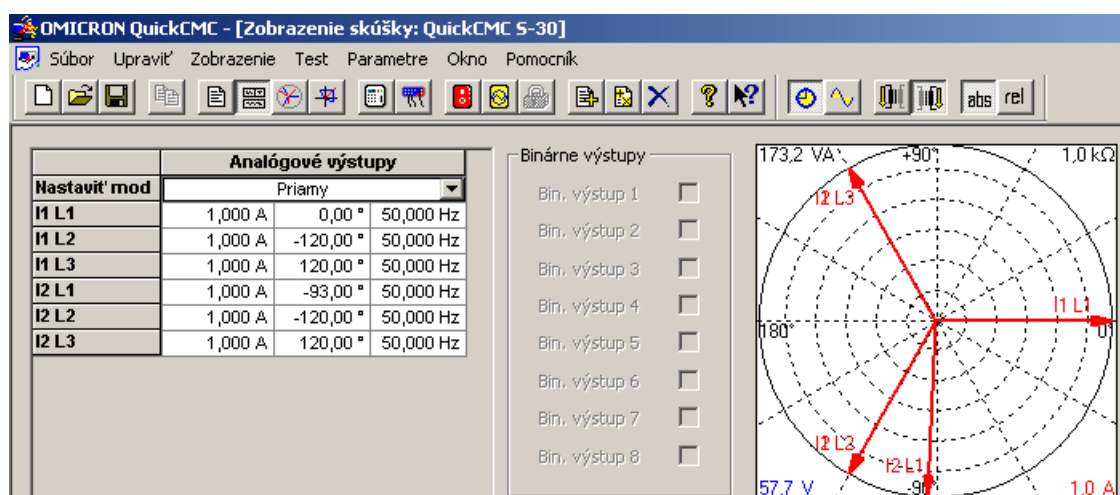 OMICRON QuickCMC - [Zobrazenie skúšky: QuickCMC S-30]
Súbor Upraviť Zobrazenie Test Parametre Okno Pomocník
abs rel
Analógové výstupy
Nastaviť mod Priamy
I1 L1 1,000 A 0,00 ° 50,000 Hz
I1 L2 1,000 A -120,00 ° 50,000 Hz
I1 L3 1,000 A 120,00 ° 50,000 Hz
I2 L1 1,000 A -93,00 ° 50,000 Hz
I2 L2 1,000 A -120,00 ° 50,000 Hz
I2 L3 1,000 A 120,00 ° 50,000 Hz
Binárne výstupy
Bin. výstup 1
Bin. výstup 2
Bin. výstup 3
Bin. výstup 4
Bin. výstup 5
Bin. výstup 6
Bin. výstup 7
Bin. výstup 8
173,2 VA +90° 1,0 kΩ
L3
I1 L1
180° 0°
L2
I2 L1
57,7 V -90° 1,0 A